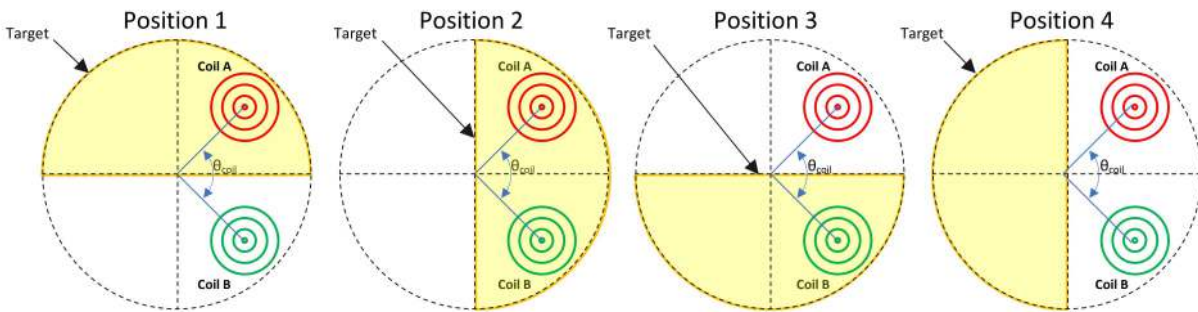 Position 1
Target
Coil A
θcoil
Coil B
Position 2
Target
Coil A
θcoil
Coil B
Position 3
Target
Coil A
θcoil
Coil B
Position 4
Target
Coil A
θcoil
Coil B